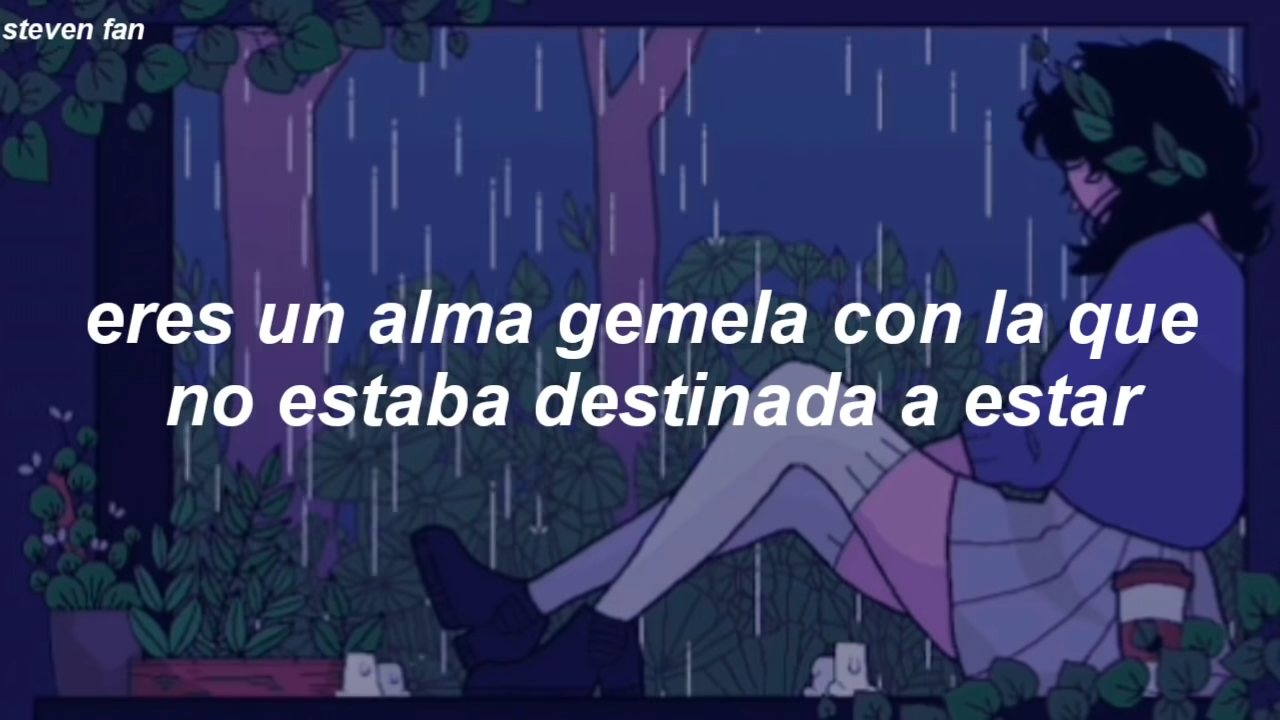 steven fan
eres un alma gemela con la que
no estaba destinada a estar